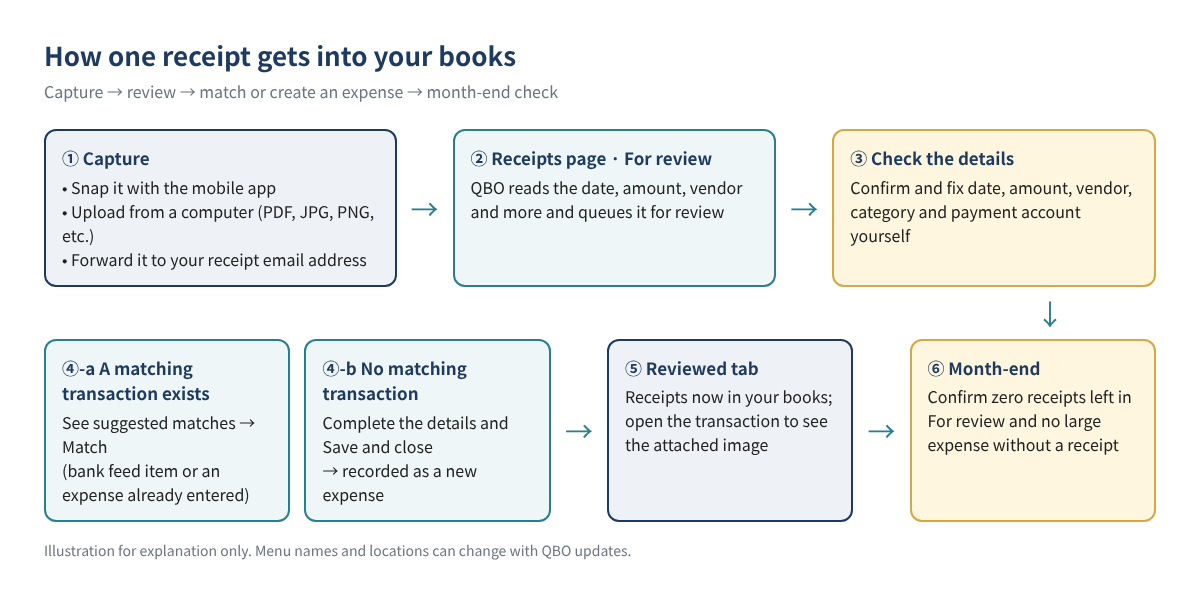 How one receipt gets into your books
Capture → review → match or create an expense → month-end check
① Capture
• Snap it with the mobile app
• Upload from a computer (PDF, JPG, PNG,
etc.)
• Forward it to your receipt email address
→
② Receipts page · For review
QBO reads the date, amount, vendor
and more and queues it for review
→
③ Check the details
Confirm and fix date, amount, vendor,
category and payment account
yourself
↓
④-a A matching
transaction exists
See suggested matches →
Match
(bank feed item or an
expense already entered)
④-b No matching
transaction
Complete the details and
Save and close
→ recorded as a new
expense
→
⑤ Reviewed tab
Receipts now in your books;
open the transaction to see
the attached image
→
⑥ Month-end
Confirm zero receipts left in
For review and no large
expense without a receipt
Illustration for explanation only. Menu names and locations can change with QBO updates.